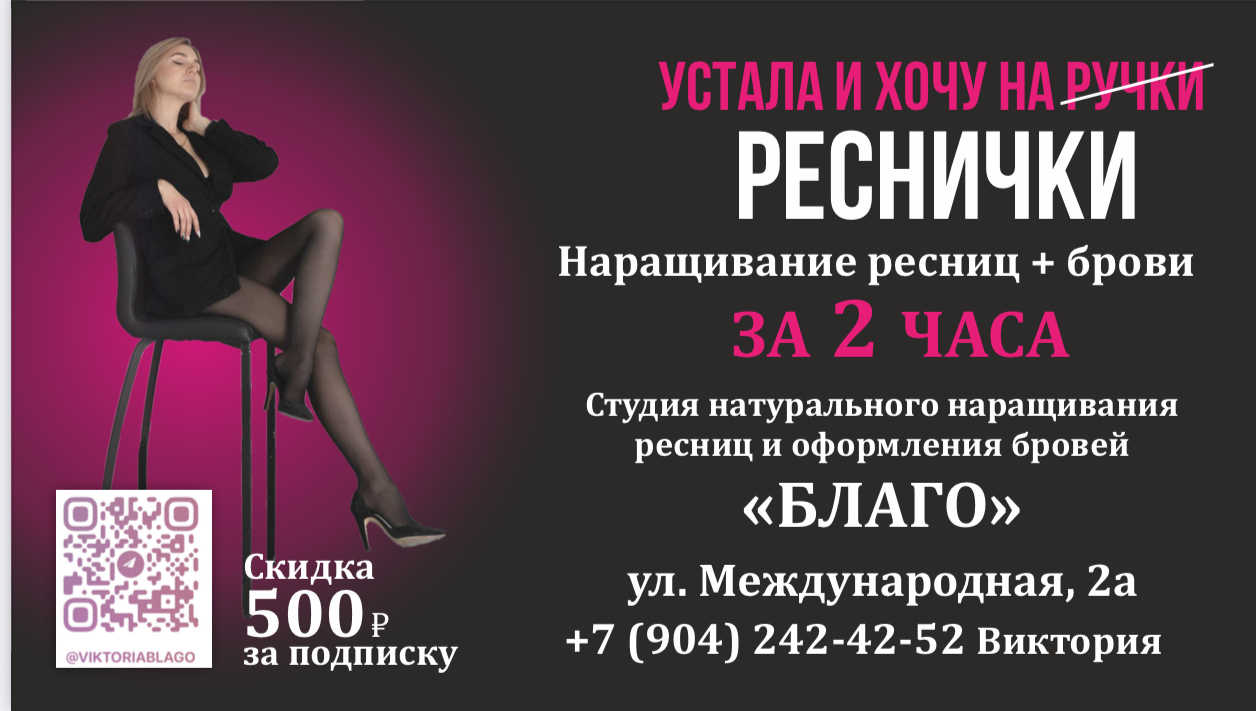 УСТАЛА И ХОЧУ НА РУЧКИ
РЕСНИЧКИ
Наращивание ресниц + брови
ЗА 2 ЧАСА
Студия натурального наращивания
ресниц и оформления бровей
«БЛАГО»
ул. Международная, 2а
+7 (904) 242-42-52 Виктория
@VIKTORIABLAGO
Скидка
500 ₽
за подписку